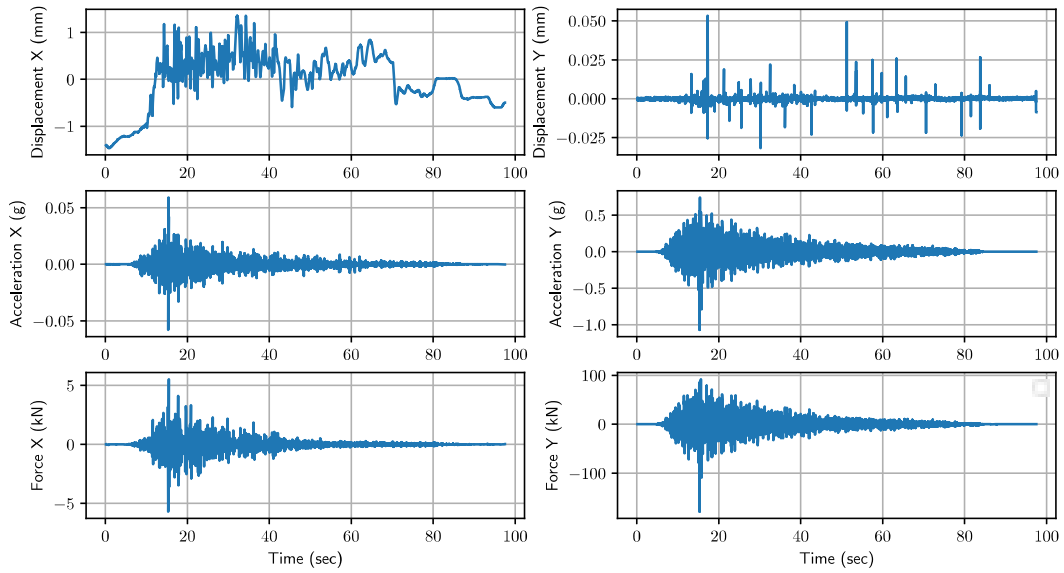 Displacement X (mm)
1
0
−1
0 20 40 60 80 100
Displacement Y (mm)
0.050
0.025
0.000
−0.025
0 20 40 60 80 100
Acceleration X (g)
0.05
0.00
−0.05
0 20 40 60 80 100
Acceleration Y (g)
0.5
0.0
−0.5
−1.0
0 20 40 60 80 100
Force X (kN)
5
0
−5
0 20 40 60 80 100
Time (sec)
Force Y (kN)
100
0
−100
0 20 40 60 80 100
Time (sec)